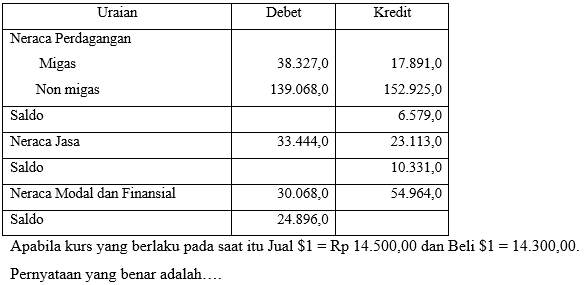 Uraian Debet Kredit
Neraca Perdagangan
Migas 38.327,0 17.891,0
Non migas 139.068,0 152.925,0
Saldo 6.579,0
Neraca Jasa 33.444,0 23.113,0
Saldo 10.331,0
Neraca Modal dan Finansial 30.068,0 54.964,0
Saldo 24.896,0
Apabila kurs yang berlaku pada saat itu Jual $1 = Rp 14.500,00 dan Beli $1 = 14.300,00.
Pernyataan yang benar adalah….